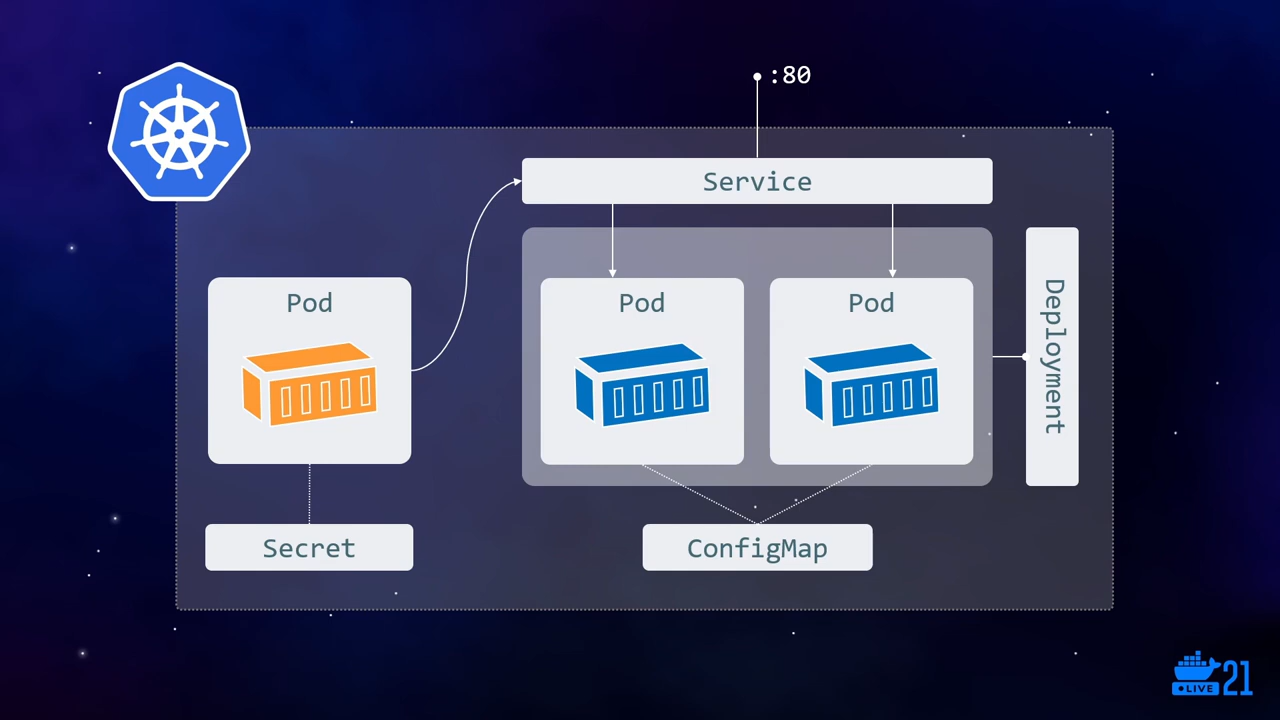 :80
Service
Pod
Pod
Pod
Deployment
Secret
ConfigMap
LIVE 21